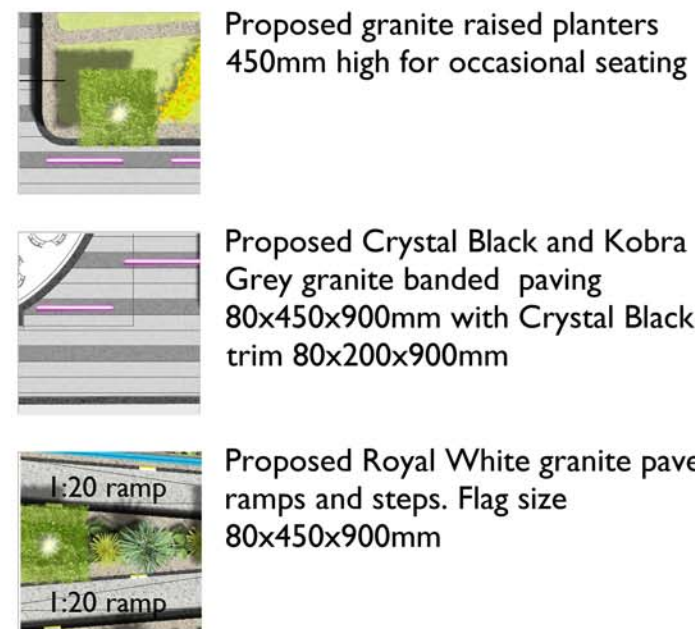 Proposed granite raised planters
450mm high for occasional seating
Proposed Crystal Black and Kobra
Grey granite banded paving
80x450x900mm with Crystal Black
trim 80x200x900mm
1:20 ramp
1:20 ramp
Proposed Royal White granite pave
ramps and steps. Flag size
80x450x900mm